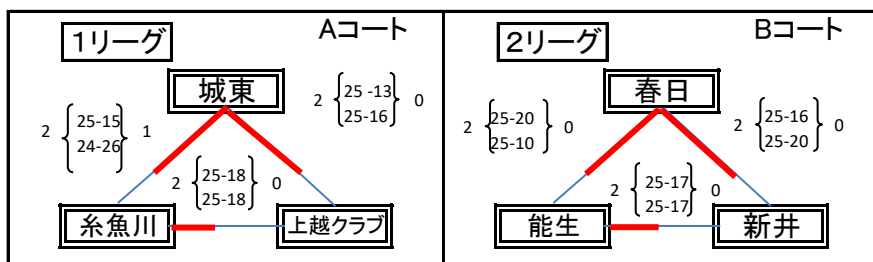 1リーグ
Aコート
城東
2 25-15 1
24-26
2 25 -13 0
25-16
2 25-18 0
25-18
糸魚川
上越クラブ
2リーグ
Bコート
春日
2 25-20 0
25-10
2 25-16 0
25-20
2 25-17 0
25-17
能生
新井